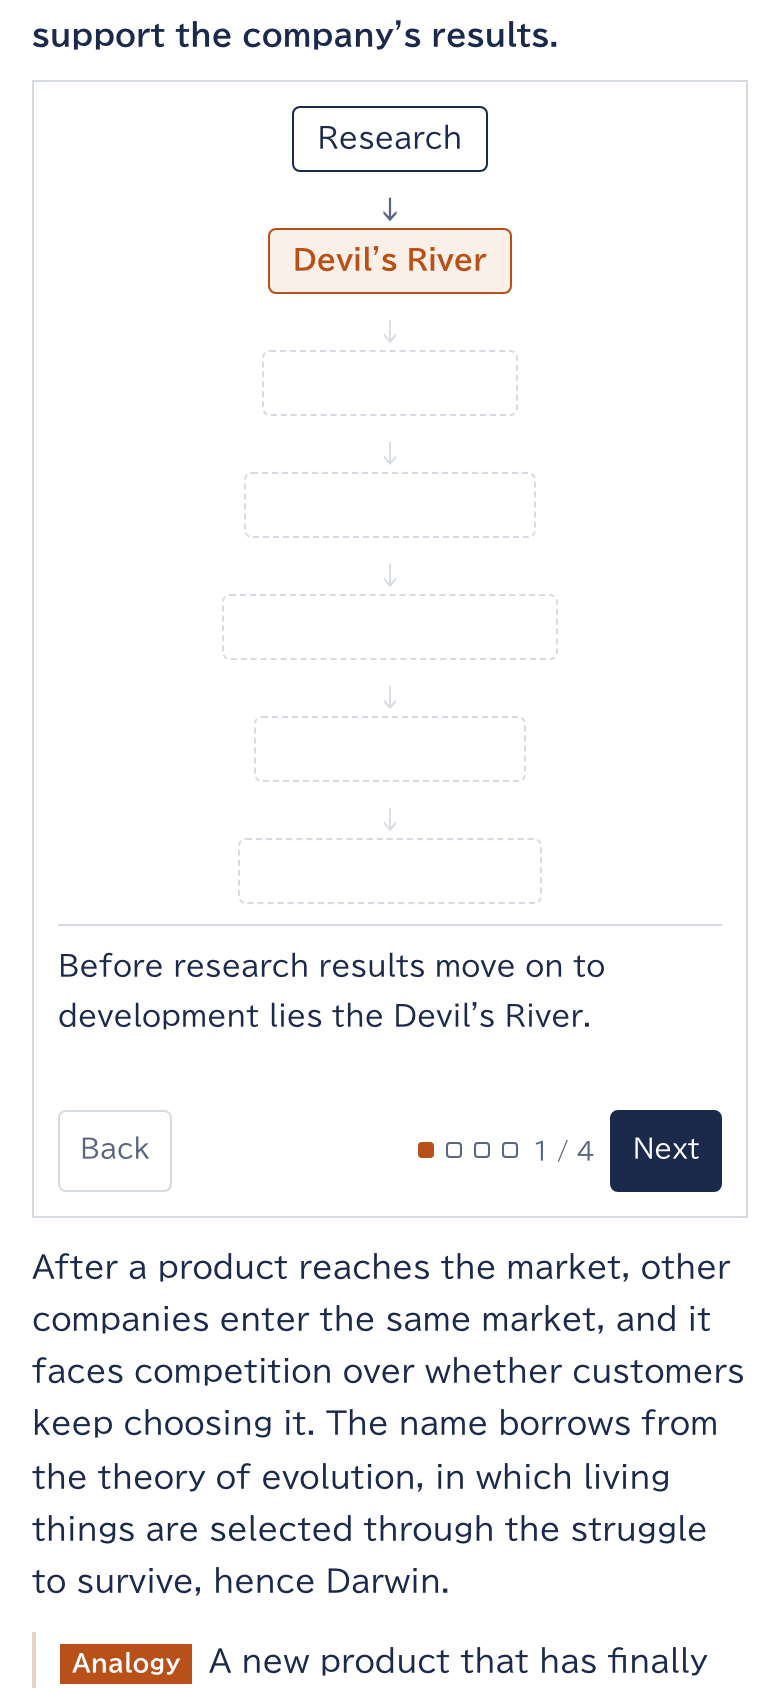 support the company’s results.
Research
↓
Devil’s River
↓
↓
↓
↓
↓
Before research results move on to
development lies the Devil’s River.
Back
1 / 4
Next
After a product reaches the market, other
companies enter the same market, and it
faces competition over whether customers
keep choosing it. The name borrows from
the theory of evolution, in which living
things are selected through the struggle
to survive, hence Darwin.
Analogy A new product that has finally